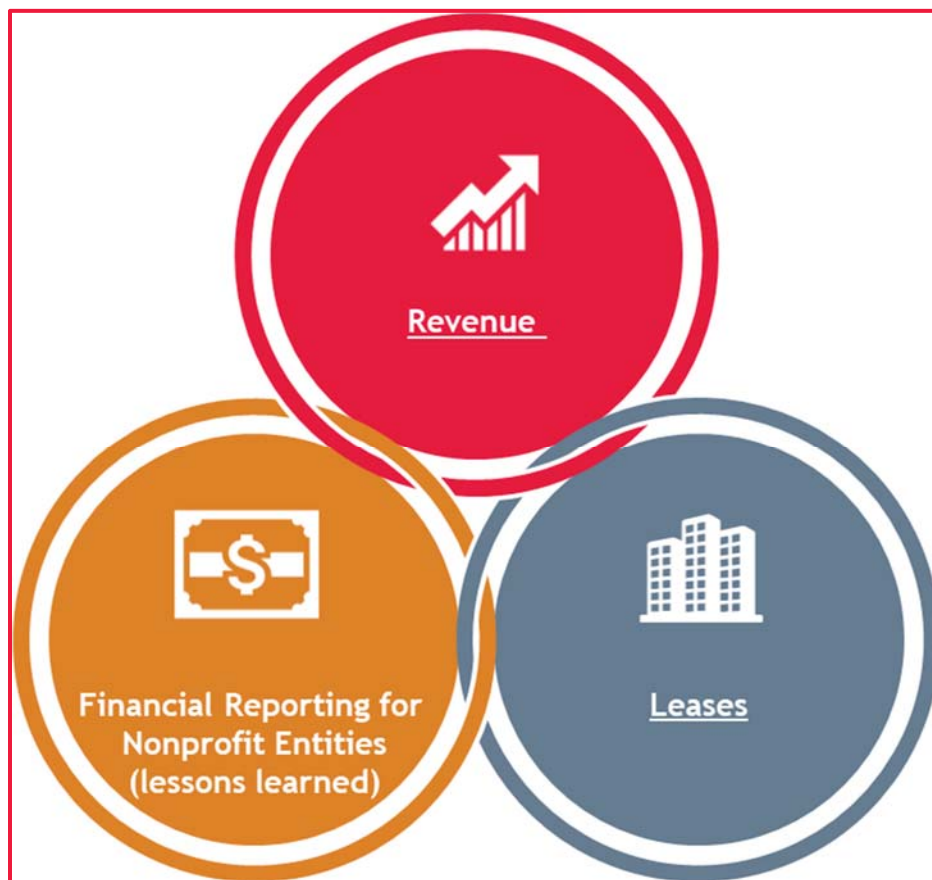 Revenue
Financial Reporting for
Nonprofit Entities
(lessons learned)
Leases